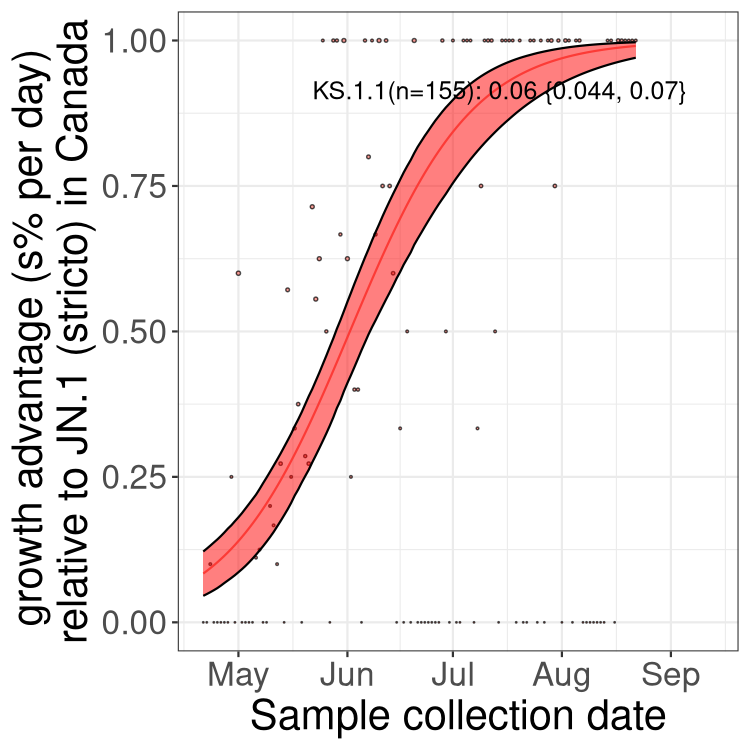 growth advantage (s% per day)
relative to JN.1 (stricto) in Canada
1.00
0.75
0.50
0.25
0.00
KS.1.1(n=155): 0.06 {0.044, 0.07}
May Jun Jul Aug Sep
Sample collection date